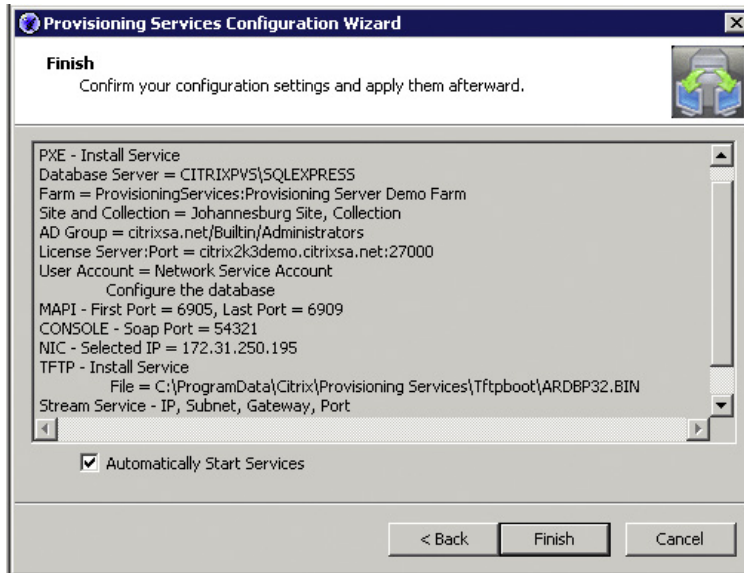 Provisioning Services Configuration Wizard
Finish
Confirm your configuration settings and apply them afterward.
PXE - Install Service
Database Server = CITRIXPVS\SQLEXPRESS
Farm = ProvisioningServices:Provisioning Server Demo Farm
Site and Collection = Johannesburg Site, Collection
AD Group = citrixsa.net/Builtin/Administrators
License Server:Port = citrix2k3demo.citrixsa.net:27000
User Account = Network Service Account
Configure the database
MAPI - First Port = 6905, Last Port = 6909
CONSOLE - Soap Port = 54321
NIC - Selected IP = 172.31.250.195
TFTP - Install Service
File = C:\ProgramData\Citrix\Provisioning Services\Tftpboot\ARDBP32.BIN
Stream Service - IP, Subnet, Gateway, Port
Automatically Start Services
< Back Finish Cancel